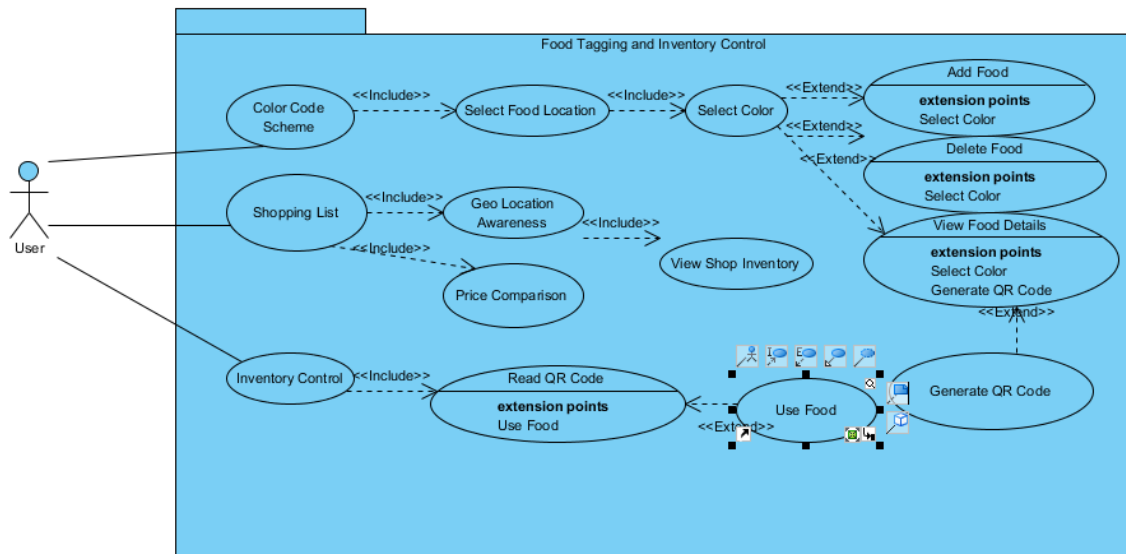 Food Tagging and Inventory Control
Color Code
Scheme
<<Include>>
Select Food Location
<<Include>>
Select Color
<<Extend>>
Add Food
extension points
Select Color
<<Extend>>
Delete Food
extension points
Select Color
<<Extend>>
View Food Details
extension points
Select Color
Generate QR Code
<<Extend>>
User
Shopping List
<<Include>>
Geo Location
Awareness
<<Include>>
View Shop Inventory
<<Include>>
Price Comparison
Inventory Control
<<Include>>
Read QR Code
extension points
Use Food
<<Extend>>
Use Food
Generate QR Code
I
E